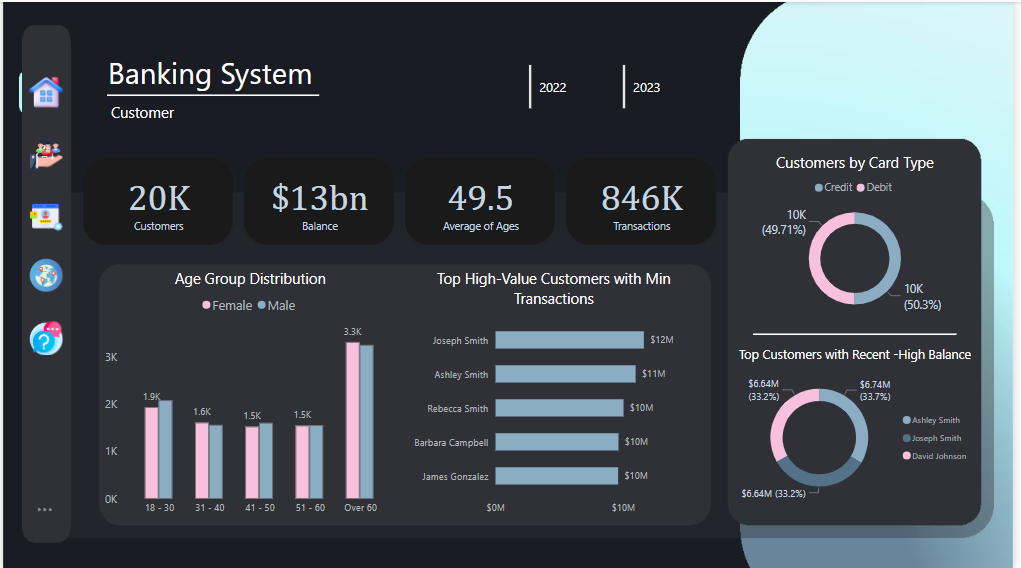 Banking System
Customer
2022
2023
20K
Customers
$13bn
Balance
49.5
Average of Ages
846K
Transactions
Age Group Distribution
Female Male
3K
2K
1K
0K
1.9K
1.6K
1.5K
1.5K
3.3K
18 - 30
31 - 40
41 - 50
51 - 60
Over 60
Top High-Value Customers with Min
Transactions
Joseph Smith $12M
Ashley Smith $11M
Rebecca Smith $10M
Barbara Campbell $10M
James Gonzalez $10M
$0M $10M
Customers by Card Type
Credit Debit
10K
(49.71%)
10K
(50.3%)
Top Customers with Recent -High Balance
$6.64M
(33.2%)
$6.74M
(33.7%)
$6.64M (33.2%)
Ashley Smith
Joseph Smith
David Johnson